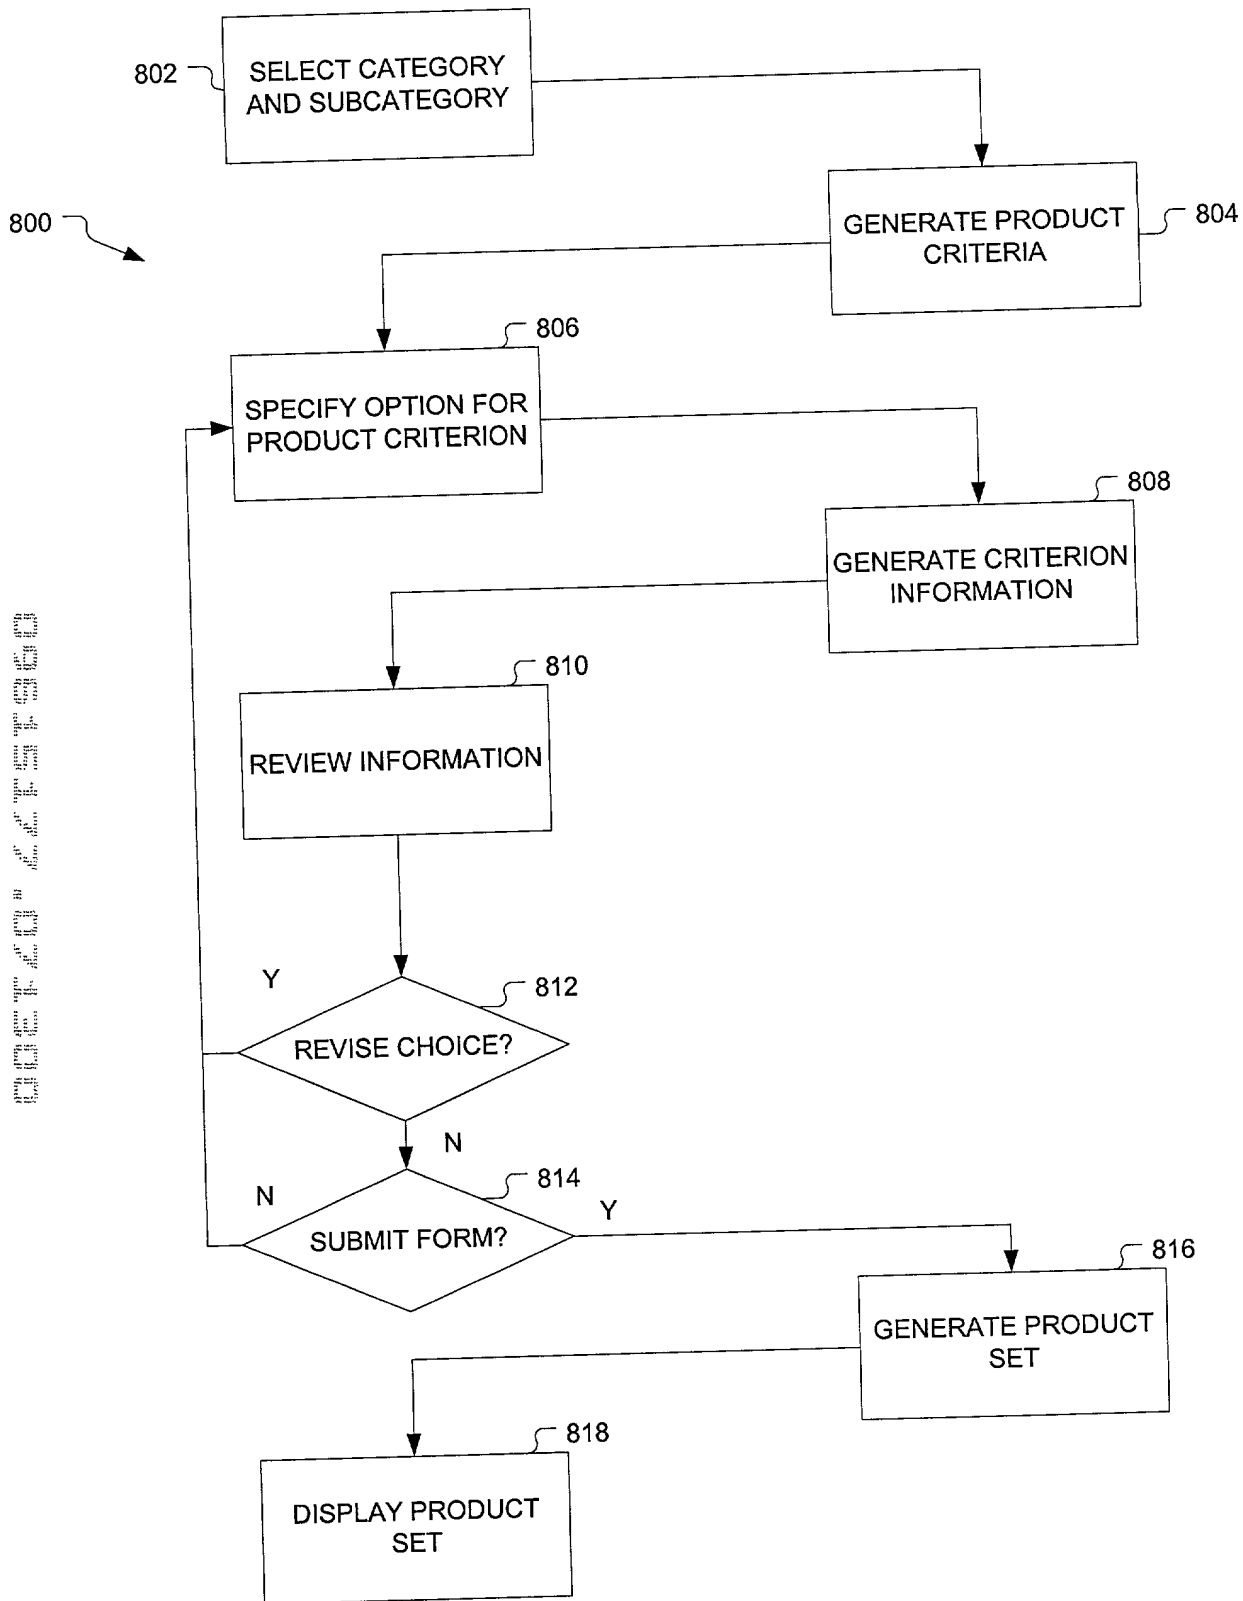 802
SELECT CATEGORY
AND SUBCATEGORY
800
GENERATE PRODUCT
CRITERIA
804
806
SPECIFY OPTION FOR
PRODUCT CRITERION
808
GENERATE CRITERION
INFORMATION
810
REVIEW INFORMATION
Y
812
REVISE CHOICE?
N
N
814
Y
SUBMIT FORM?
816
GENERATE PRODUCT
SET
818
DISPLAY PRODUCT
SET